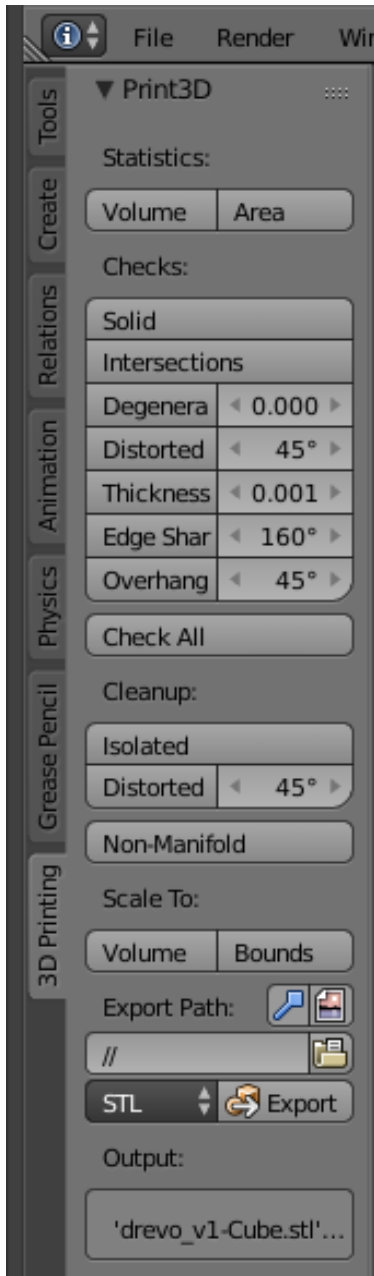 File Render Wi
Tools
Create
Relations
Animation
Physics
Grease Pencil
3D Printing
Print3D
Statistics:
Volume Area
Checks:
Solid
Intersections
Degenera 0.000
Distorted 45°
Thickness 0.001
Edge Shar 160°
Overhang 45°
Check All
Cleanup:
Isolated
Distorted 45°
Non-Manifold
Scale To:
Volume Bounds
Export Path:
//
STL Export
Output:
'drevo_v1-Cube.stl'...